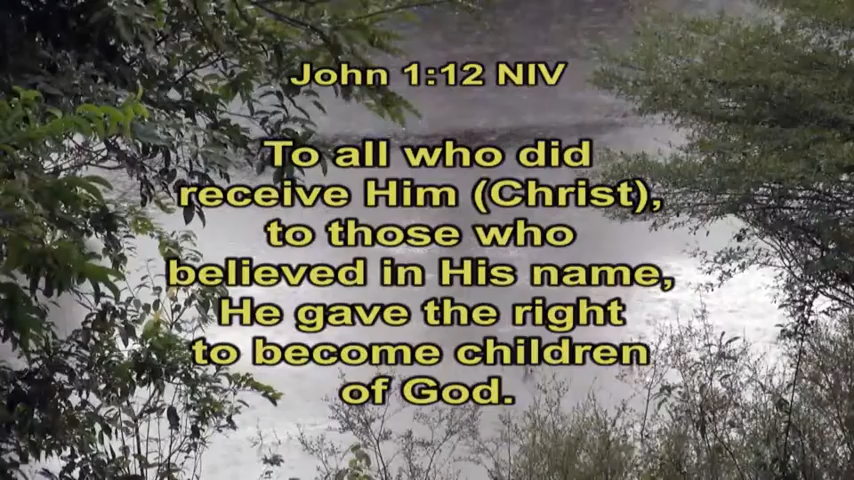 John 1:12 NIV
To all who did
receive Him (Christ),
to those who
believed in His name,
He gave the right
to become children
of God.